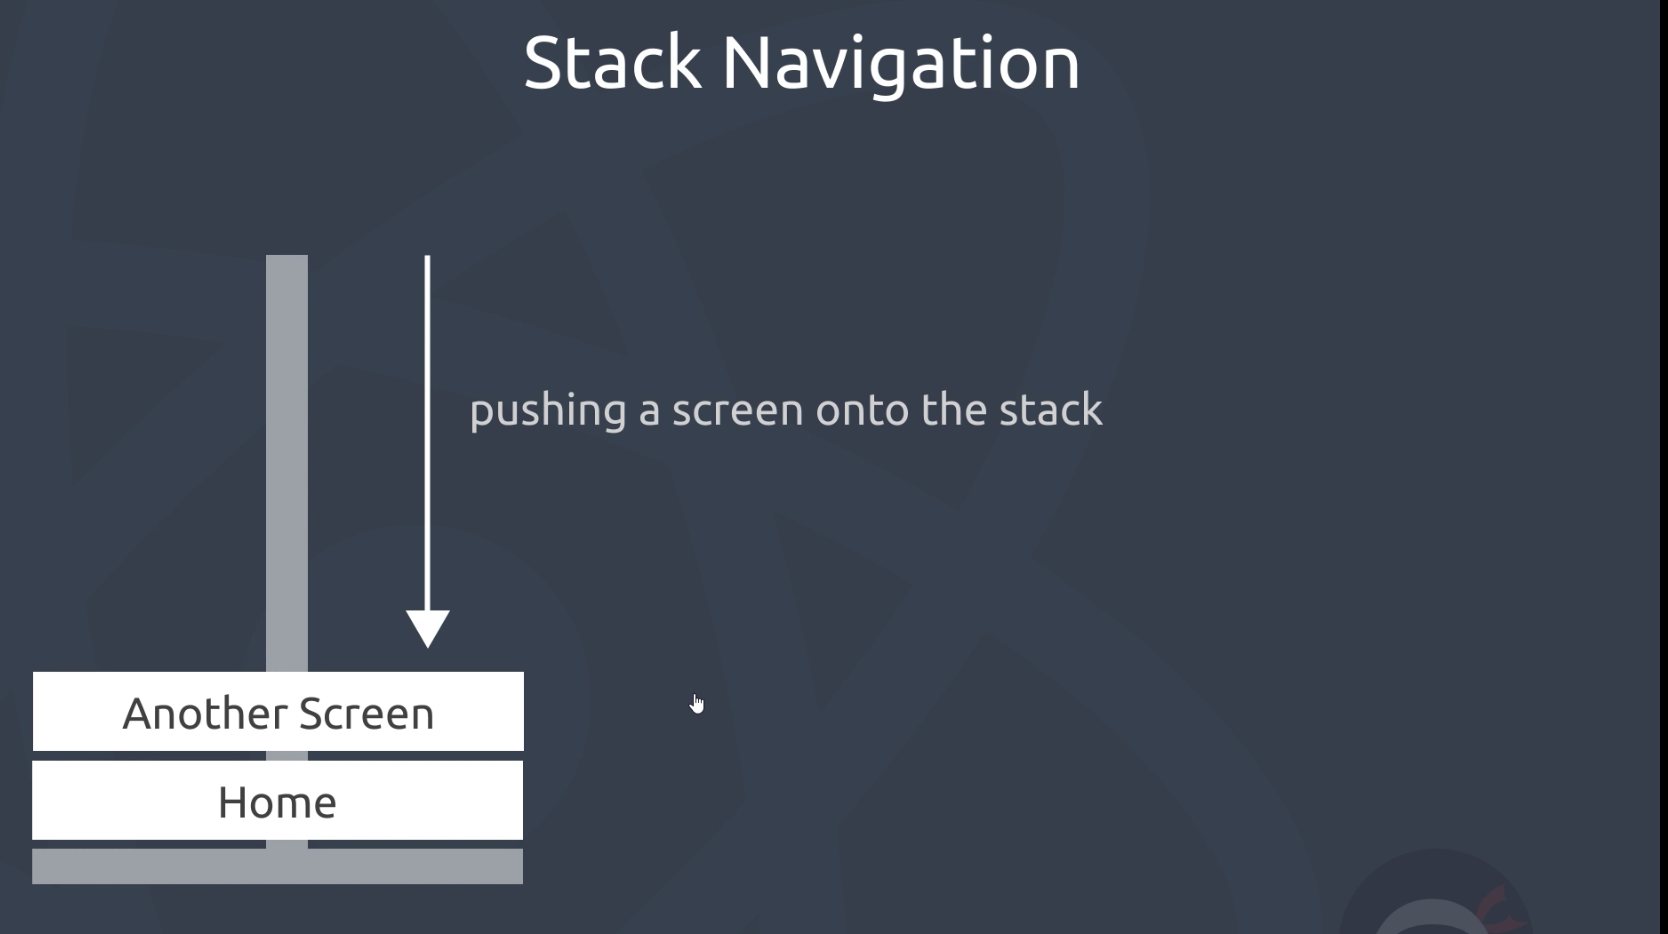 Stack Navigation
pushing a screen onto the stack
Another Screen
Home